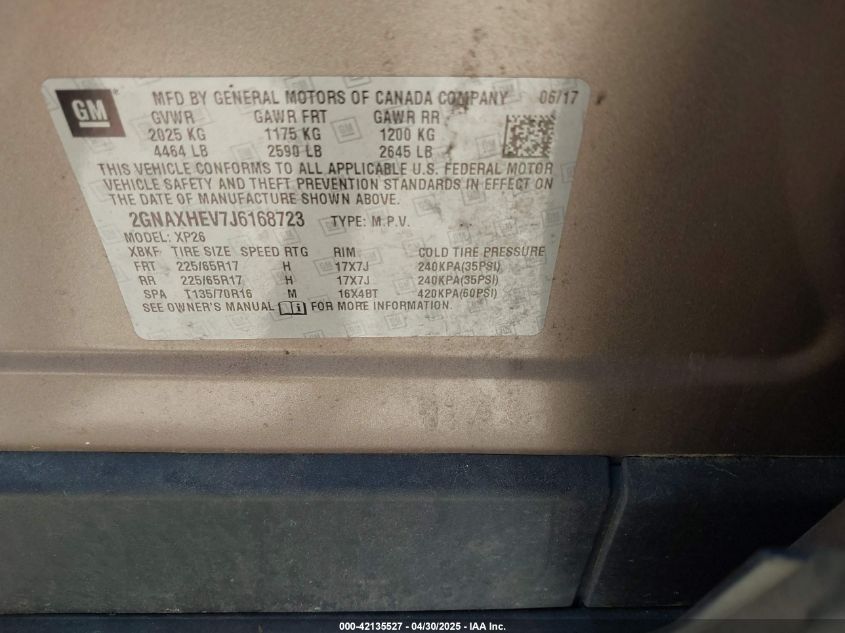 GM
MFD BY GENERAL MOTORS OF CANADA COMPANY 06/17
GVWR GAWR FRT GAWR RR
2025 KG 1175 KG 1200 KG
4464 LB 2590 LB 2645 LB
THIS VEHICLE CONFORMS TO ALL APPLICABLE U.S. FEDERAL MOTOR
VEHICLE SAFETY AND THEFT PREVENTION STANDARDS IN EFFECT ON
THE DATE OF MANUFACTURE SHOWN ABOVE.
2GNAXHEV7J6168723 TYPE: M.P.V.
MODEL: XP26
XBKF TIRE SIZE SPEED RTG RIM COLD TIRE PRESSURE
FRT 225/65R17 H 17X7J 240KPA(35PSI)
RR 225/65R17 H 17X7J 240KPA(35PSI)
SPA T135/70R16 M 16X4BT 420KPA(60PSI)
SEE OWNER'S MANUAL FOR MORE INFORMATION.
000-42135527 - 04/30/2025 - IAA Inc.